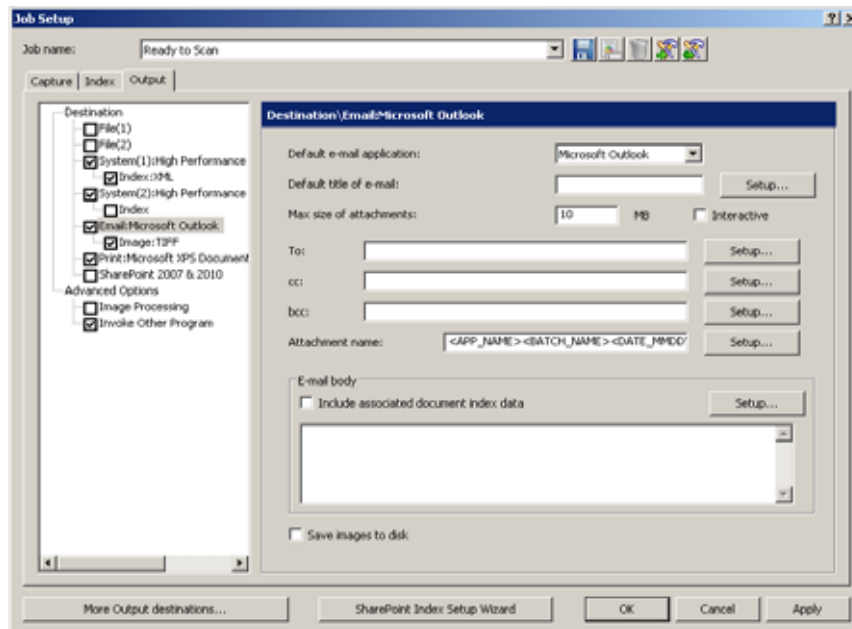 Job Setup
Job name: Ready to Scan
Capture Index Output
Destination
File(1)
File(2)
System(1):High Performance
Index:XML
System(2):High Performance
Index
Email:Microsoft Outlook
Image:TIFF
Print:Microsoft XPS Document
SharePoint 2007 & 2010
Advanced Options
Image Processing
Invoke Other Program
Destination\Email:Microsoft Outlook
Default e-mail application: Microsoft Outlook
Default title of e-mail: Setup...
Max size of attachments: 10 MB Interactive
To: Setup...
cc: Setup...
bcc: Setup...
Attachment name: <APP_NAME><BATCH_NAME><DATE_MMDD Setup...
E-mail body
Include associated document index data Setup...
Save images to disk
More Output destinations... SharePoint Index Setup Wizard OK Cancel Apply